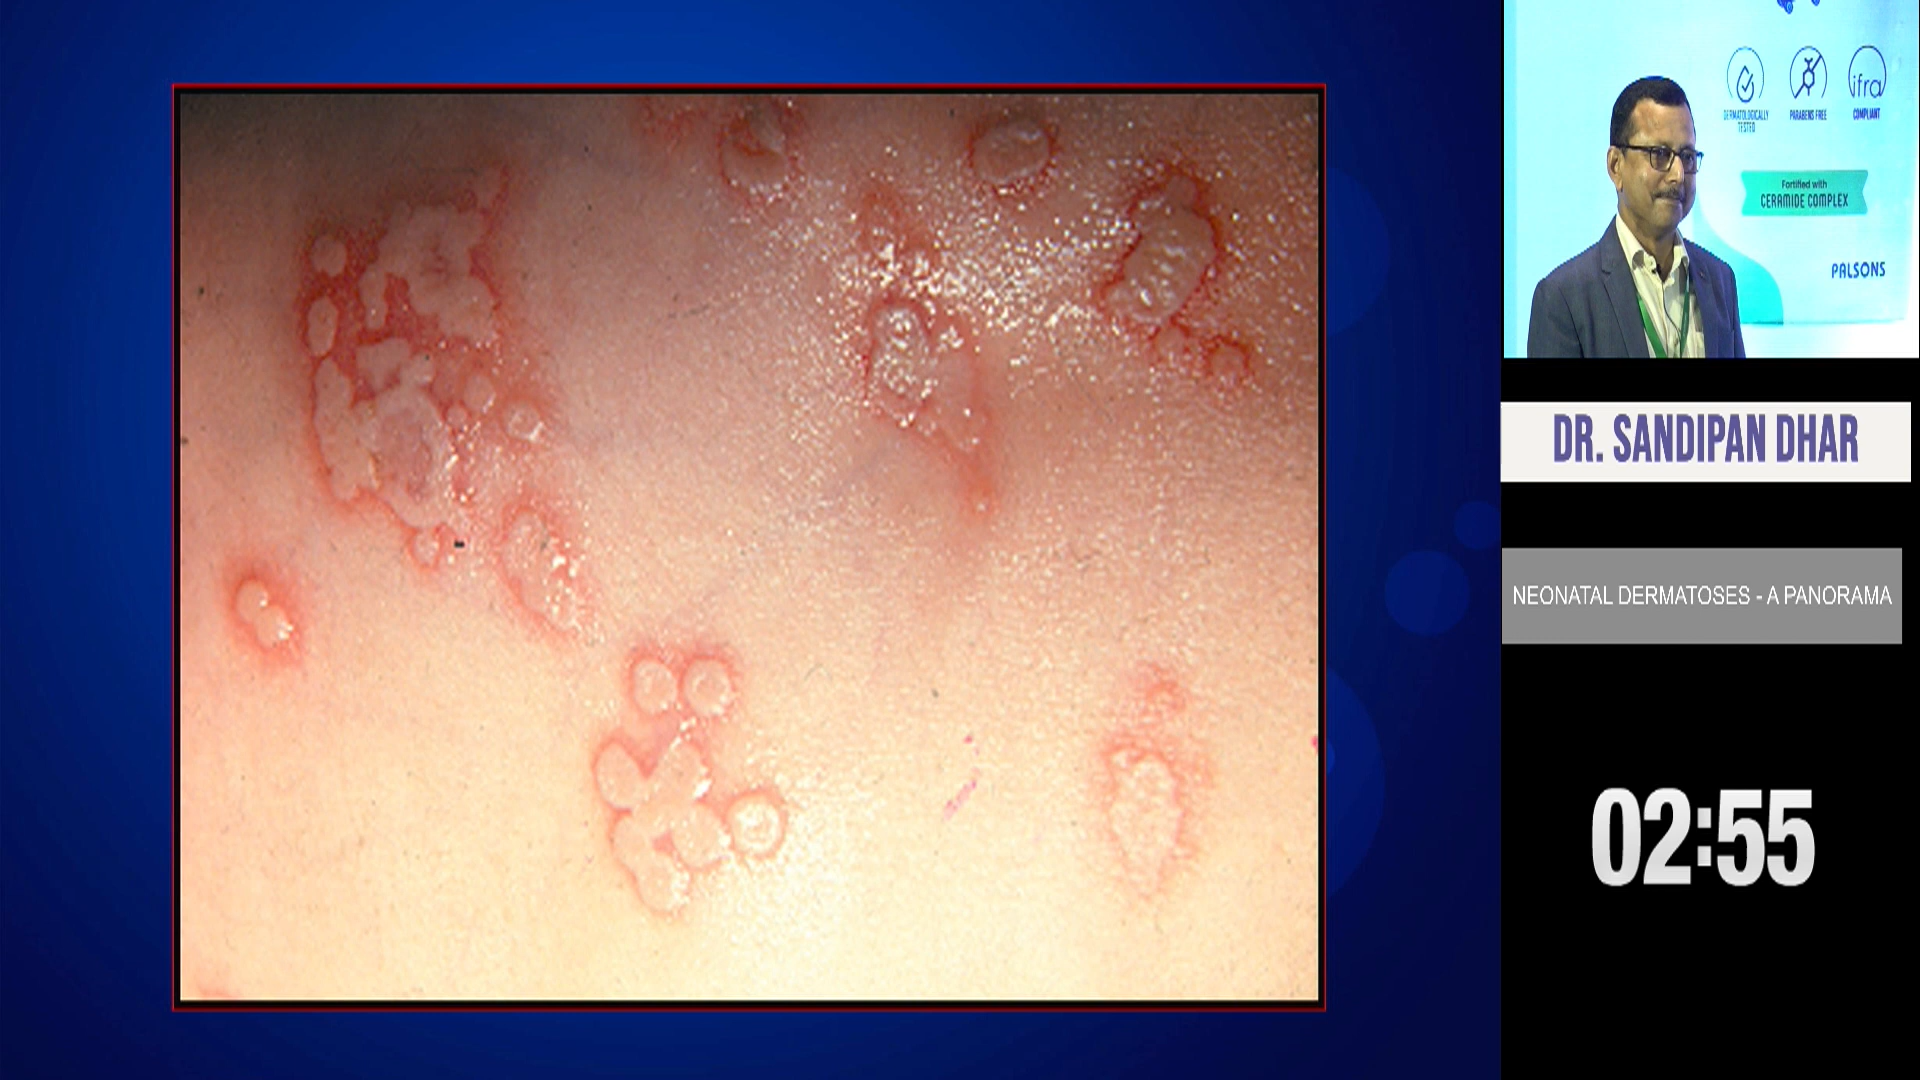 DERMATOLOGICALLY
TESTED
PARABENS FREE
ifra
COMPLIANT
Fortified with
CERAMIDE COMPLEX
PALSONS
DR. SANDIPAN DHAR
NEONATAL DERMATOSES - A PANORAMA
02:55